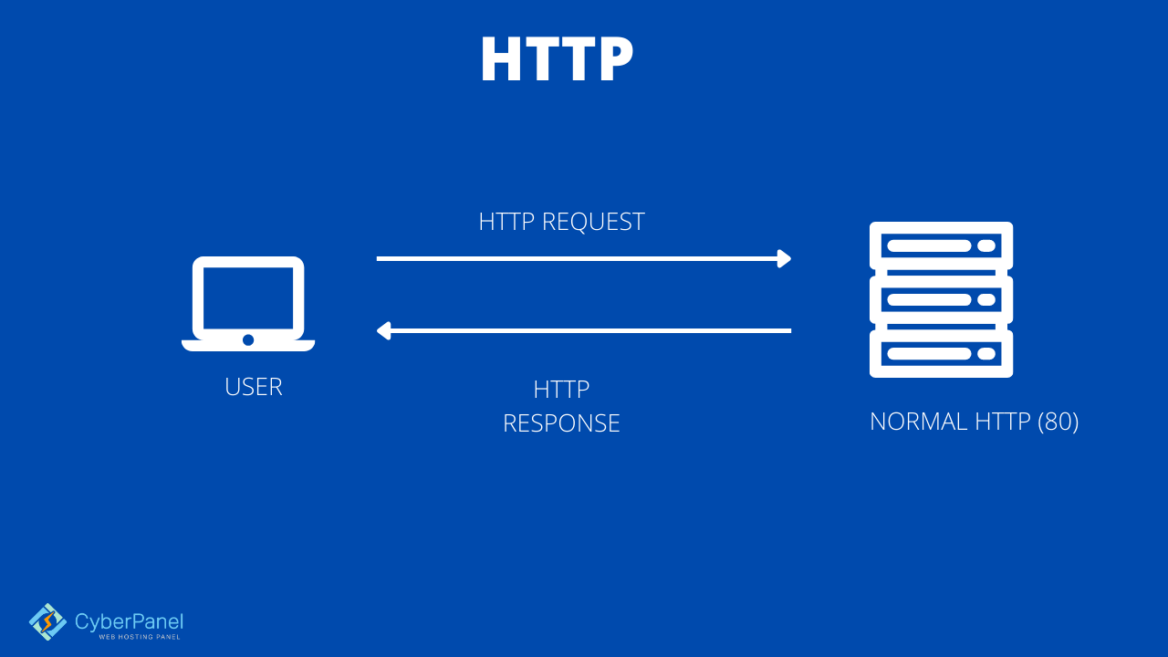 HTTP
HTTP REQUEST
USER
HTTP
RESPONSE
NORMAL HTTP (80)
CyberPanel
WEB HOSTING PANEL